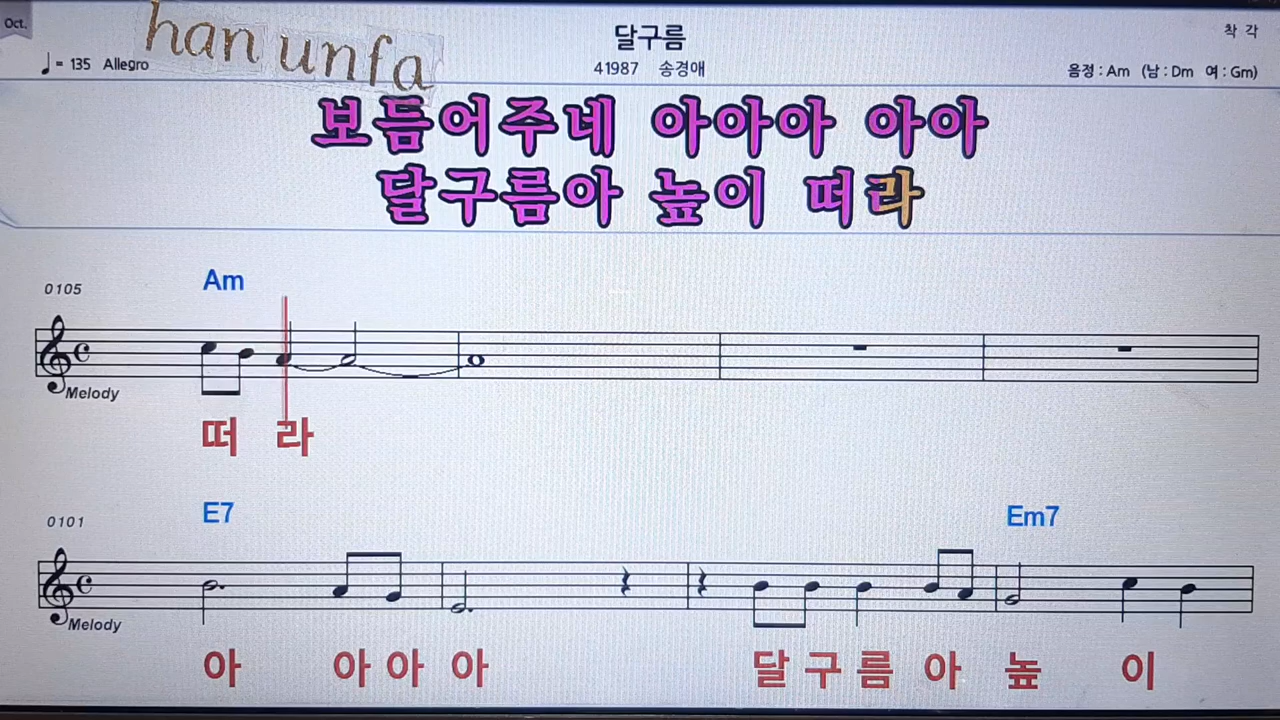 Oct.
han unfa
달구름
착 각
♩= 135 Allegro
41987 송경애
음정 : Am (남 : Dm 여 : Gm)
보듬어주네 아아아 아아
달구름아 높이 떠라
0105
Am
Melody
떠 라
0101
E7
Em7
Melody
아 아 아 아 달 구 름 아 높 이